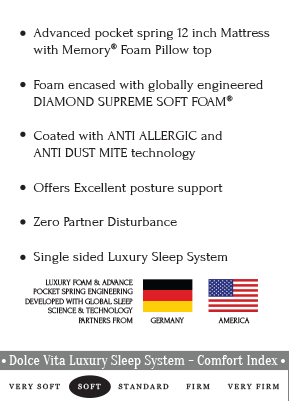 • Advanced pocket spring 12 inch Mattress
with Memory® Foam Pillow top
• Foam encased with globally engineered
DIAMOND SUPREME SOFT FOAM®
• Coated with ANTI ALLERGIC and
ANTI DUST MITE technology
• Offers Excellent posture support
• Zero Partner Disturbance
• Single sided Luxury Sleep System
LUXURY FOAM & ADVANCE
POCKET SPRING ENGINEERING
DEVELOPED WITH GLOBAL SLEEP
SCIENCE & TECHNOLOGY
PARTNERS FROM
GERMANY AMERICA
• Dolce Vita Luxury Sleep System – Comfort Index •
VERY SOFT SOFT STANDARD FIRM VERY FIRM